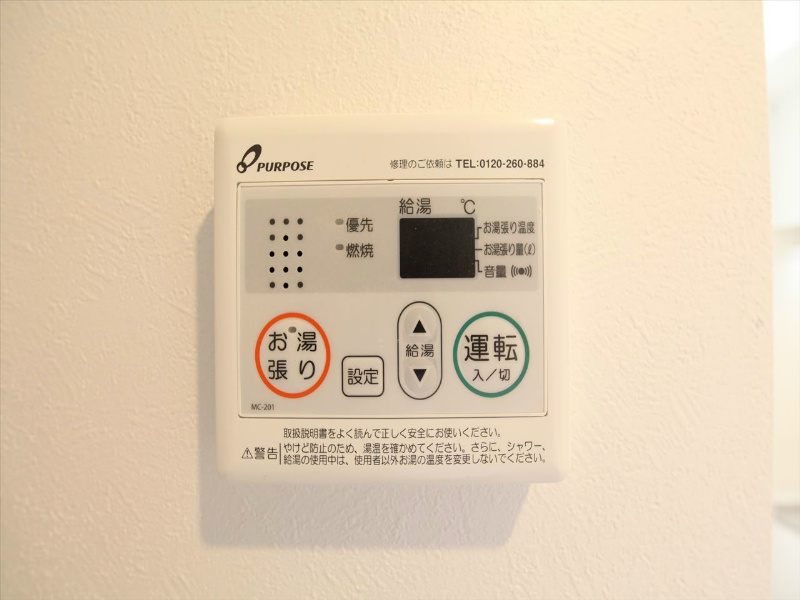 PURPOSE
修理のご依頼は TEL:0120-260-884
給湯 ℃
優先
燃焼
お湯張り温度
お湯張り量(ℓ)
音量
お湯
張り
設定
▲
給湯
▼
運転
入/切
MC-201
取扱説明書をよく読んで正しく安全にお使いください。
⚠警告
やけど防止のため、湯温を確かめてください。さらに、シャワー、
給湯の使用中は、使用者以外お湯の温度を変更しないでください。